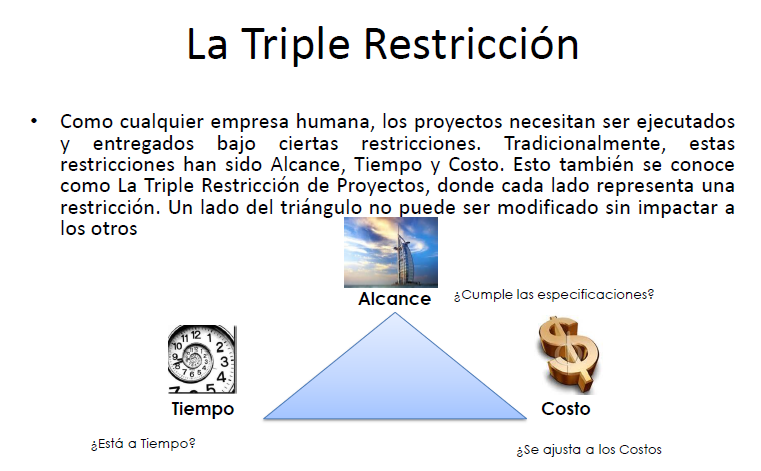 La Triple Restricción
• Como cualquier empresa humana, los proyectos necesitan ser ejecutados
y entregados bajo ciertas restricciones. Tradicionalmente, estas
restricciones han sido Alcance, Tiempo y Costo. Esto también se conoce
como La Triple Restricción de Proyectos, donde cada lado representa una
restricción. Un lado del triángulo no puede ser modificado sin impactar a
los otros
Alcance
¿Cumple las especificaciones?
Tiempo
Costo
¿Está a Tiempo?
¿Se ajusta a los Costos